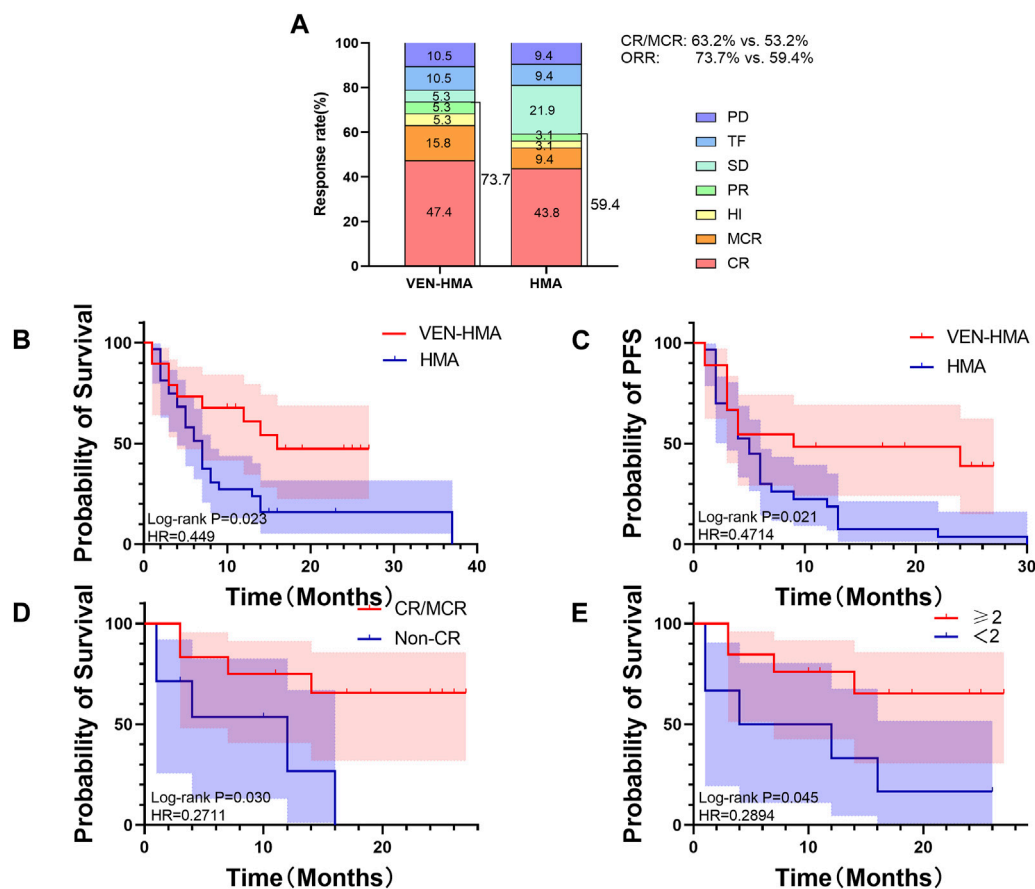 A
CR/MCR: 63.2% vs. 53.2%
ORR: 73.7% vs. 59.4%
Response rate(%)
100
80
60
40
20
0
10.5
10.5
5.3
5.3
5.3
15.8
47.4
73.7
9.4
9.4
21.9
3.1
3.1
9.4
43.8
59.4
VEN-HMA
HMA
PD
TF
SD
PR
HI
MCR
CR
B
Probability of Survival
100
50
0
VEN-HMA
HMA
Log-rank P=0.023
HR=0.449
0 10 20 30 40
Time（Months）
C
Probability of PFS
100
50
0
VEN-HMA
HMA
Log-rank P=0.021
HR=0.4714
0 10 20 30
Time（Months）
D
Probability of Survival
100
50
0
CR/MCR
Non-CR
Log-rank P=0.030
HR=0.2711
0 10 20
Time（Months）
E
Probability of Survival
100
50
0
≥2
<2
Log-rank P=0.045
HR=0.2894
0 10 20
Time（Months）